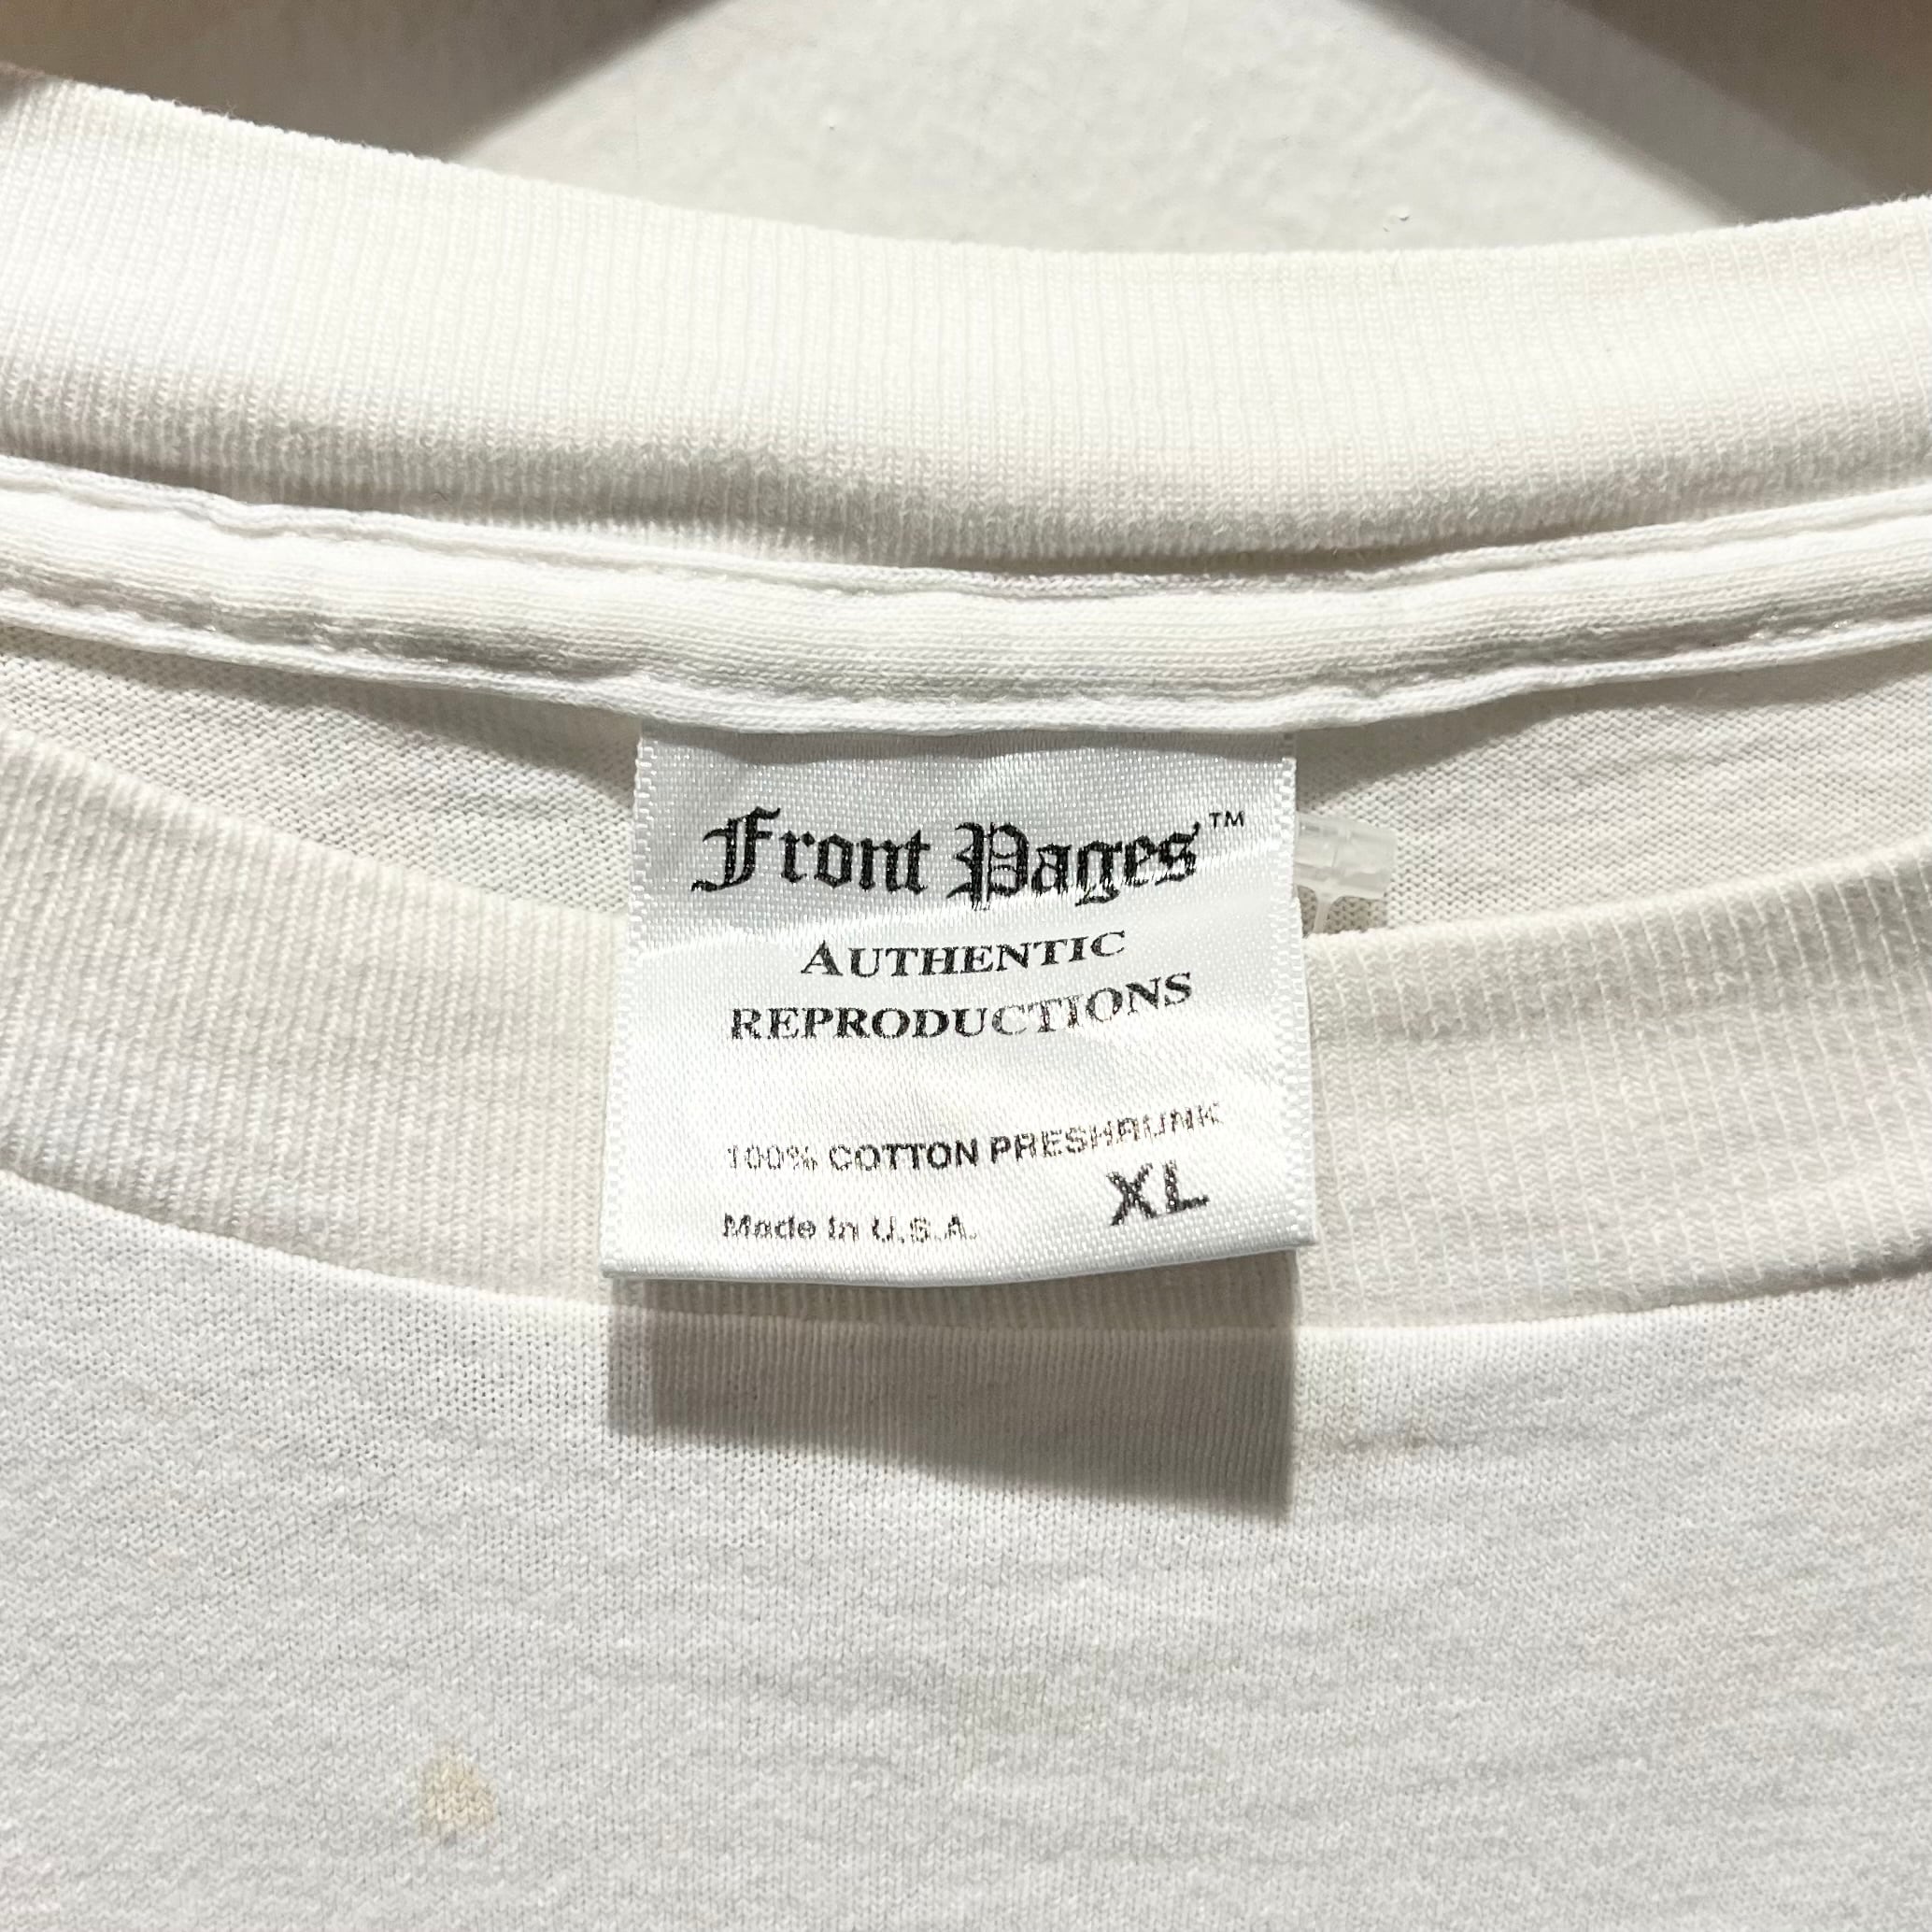 Front Pages™
AUTHENTIC
REPRODUCTIONS
100% COTTON PRESHRUNK
XL
Made In U.S.A.